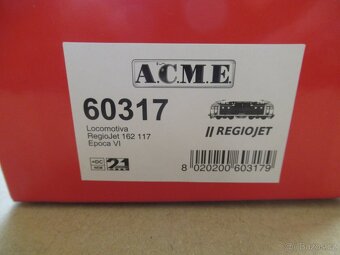 A.C.M.E.
60317
Locomotiva
RegioJet 162 117
Epoca VI
REGIOJET
8 020200 603179